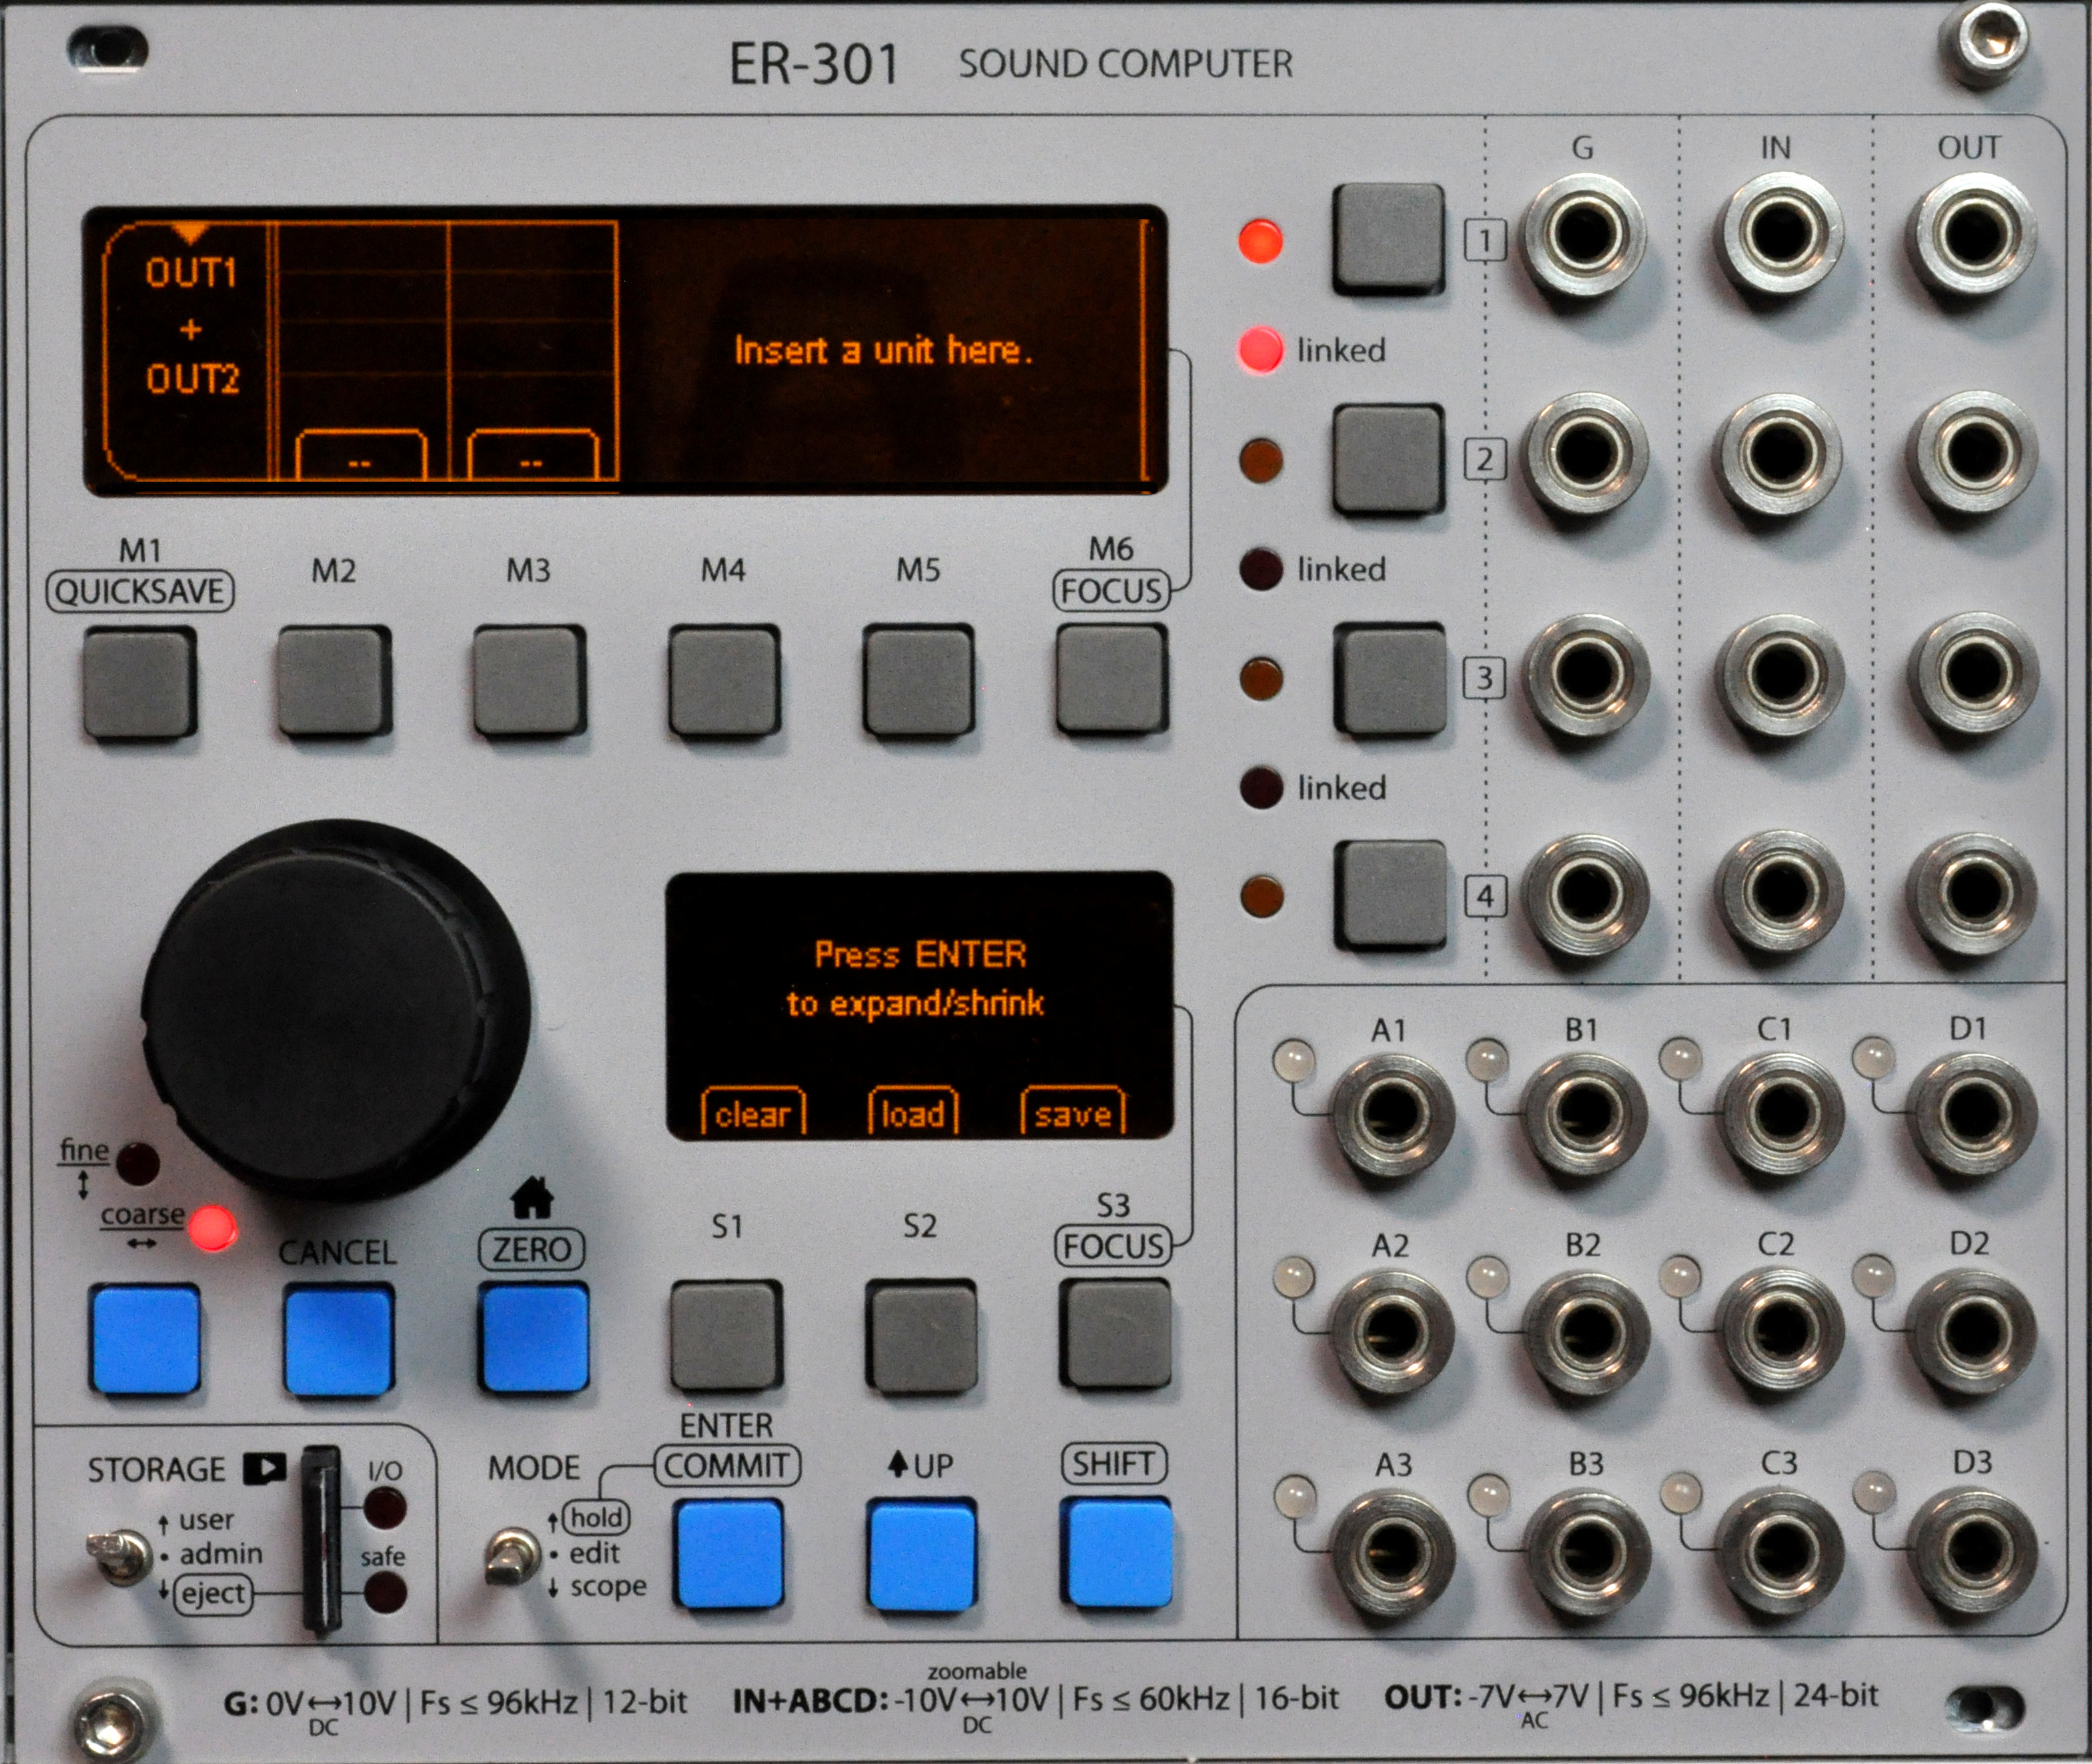 ER-301 SOUND COMPUTER
G IN OUT
OUT1
+
OUT2
-- --
Insert a unit here.
1
linked
2
linked
3
linked
4
M1
QUICKSAVE
M2
M3
M4
M5
M6
FOCUS
Press ENTER
to expand/shrink
clear load save
fine
coarse
CANCEL
ZERO
S1
S2
S3
FOCUS
A1 B1 C1 D1
A2 B2 C2 D2
A3 B3 C3 D3
STORAGE
I/O
user
admin
eject
safe
MODE
hold
edit
scope
ENTER
COMMIT
UP
SHIFT
G: 0V↔10V | Fs ≤ 96kHz | 12-bit
DC
zoomable
IN+ABCD: -10V↔10V | Fs ≤ 60kHz | 16-bit
DC
OUT: -7V↔7V | Fs ≤ 96kHz | 24-bit
AC